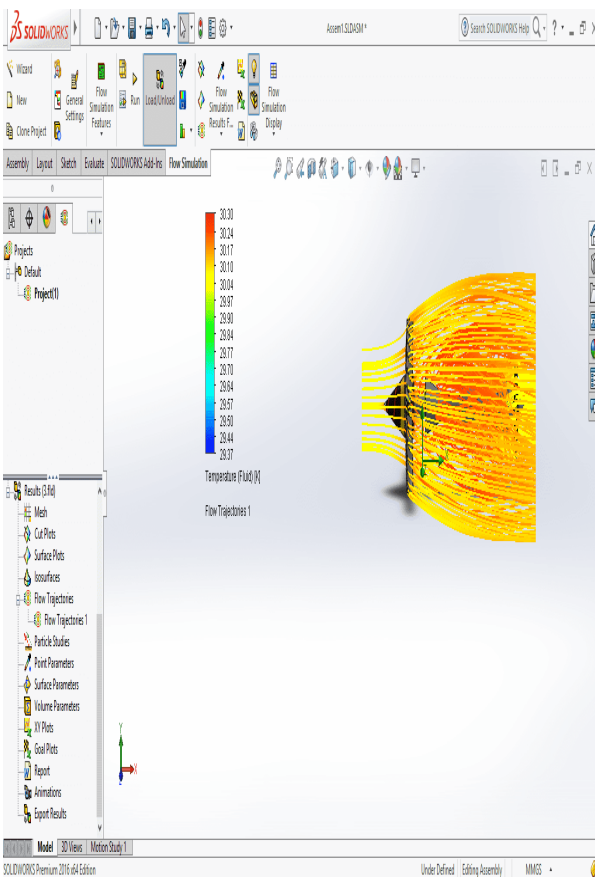 SOLIDWORKS
Assem1.SLDASM *
Search SOLIDWORKS Help
Wizard
New
Clone Project
General Settings
Flow Simulation Features
Run
Load/Unload
Flow Simulation Results F...
Flow Simulation Display
Assembly Layout Sketch Evaluate SOLIDWORKS Add-Ins Flow Simulation
Projects
Default
Project(1)
30.30
30.24
30.17
30.10
30.04
29.97
29.90
29.84
29.77
29.70
29.64
29.57
29.50
29.44
29.37
Temperature (Fluid) [K]
Flow Trajectories 1
Results (3.fld)
Mesh
Cut Plots
Surface Plots
Isosurfaces
Flow Trajectories
Flow Trajectories 1
Particle Studies
Point Parameters
Surface Parameters
Volume Parameters
XY Plots
Goal Plots
Report
Animations
Export Results
Y
X
Model 3D Views Motion Study 1
SOLIDWORKS Premium 2016 x64 Edition
Under Defined Editing Assembly MMGS